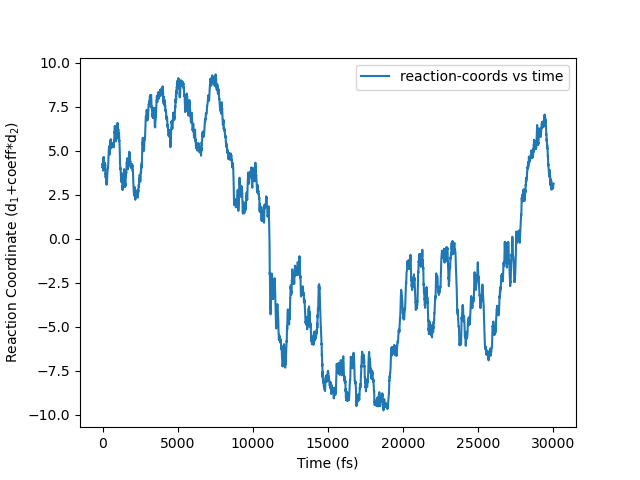 reaction-coords vs time
Reaction Coordinate (d₁+coeff*d₂)
10.0
7.5
5.0
2.5
0.0
−2.5
−5.0
−7.5
−10.0
0 5000 10000 15000 20000 25000 30000
Time (fs)